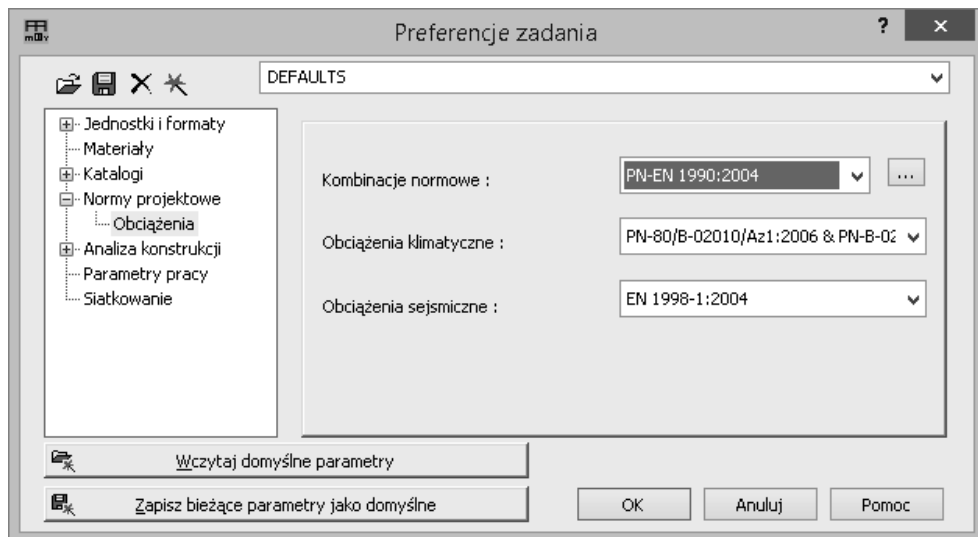 Preferencje zadania
?
DEFAULTS
Jednostki i formaty
Materiały
Katalogi
Normy projektowe
Obciążenia
Analiza konstrukcji
Parametry pracy
Siatkowanie
Kombinacje normowe :
PN-EN 1990:2004
...
Obciążenia klimatyczne :
PN-80/B-02010/Az1:2006 & PN-B-02
Obciążenia sejsmiczne :
EN 1998-1:2004
Wczytaj domyślne parametry
Zapisz bieżące parametry jako domyślne
OK
Anuluj
Pomoc